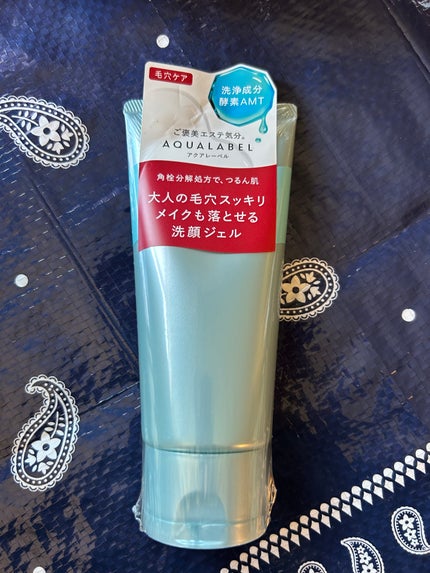 毛穴ケア
洗浄成分
酵素AMT
ご褒美エステ気分。
AQUALABEL
アクアレーベル
角栓分解処方で、つるん肌
大人の毛穴スッキリ
メイクも落とせる
洗顔ジェル